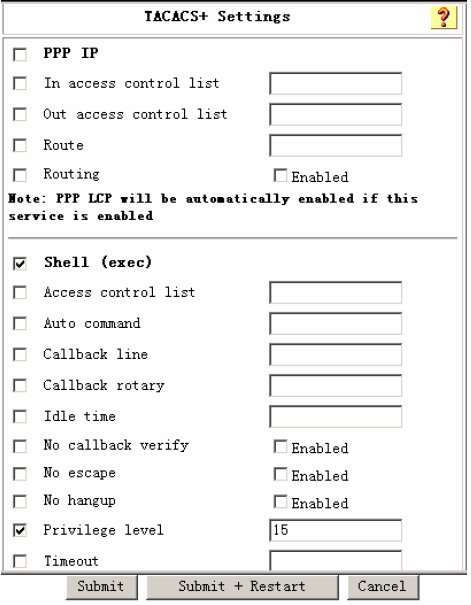 TACACS+ Settings ?
PPP IP
In access control list
Out access control list
Route
Routing Enabled
Note: PPP LCP will be automatically enabled if this
service is enabled
Shell (exec)
Access control list
Auto command
Callback line
Callback rotary
Idle time
No callback verify Enabled
No escape Enabled
No hangup Enabled
Privilege level 15
Timeout
Submit Submit + Restart Cancel